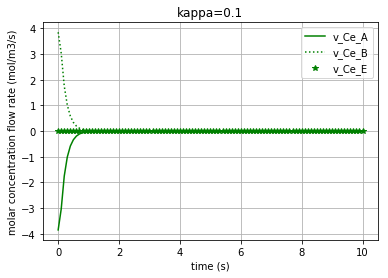 kappa=0.1
molar concentration flow rate (mol/m3/s)
4
3
2
1
0
−1
−2
−3
−4
v_Ce_A
v_Ce_B
v_Ce_E
0 2 4 6 8 10
time (s)